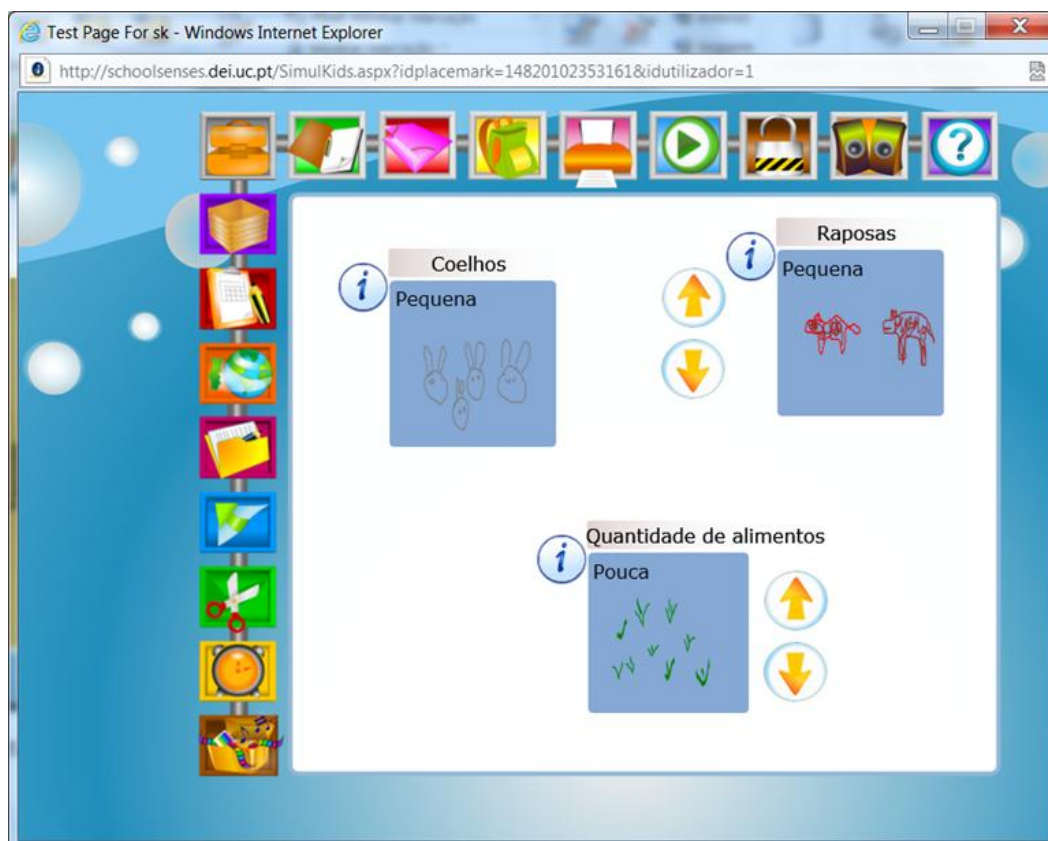 Test Page For sk - Windows Internet Explorer
http://schoolsenses.dei.uc.pt/SimulKids.aspx?idplacemark=14820102353161&idutilizador=1
Coelhos
Pequena
Raposas
Pequena
Quantidade de alimentos
Pouca